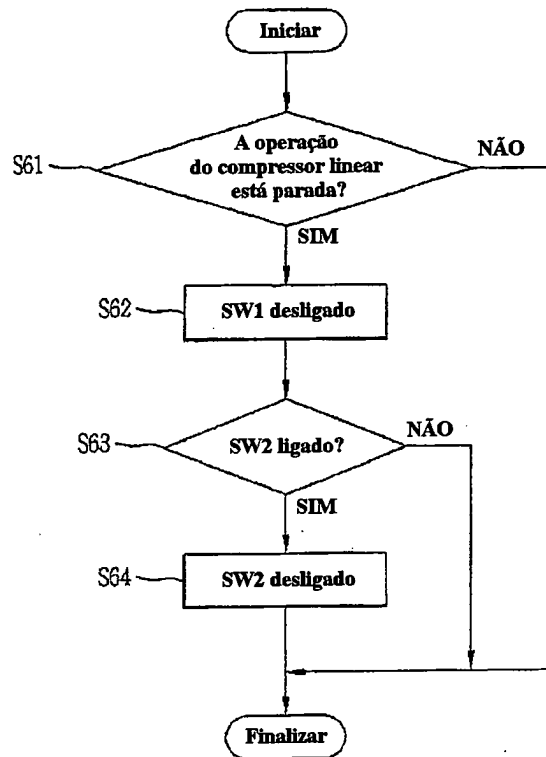 Iniciar
A operação
do compressor linear
está parada?
S61
NÃO
SIM
S62
SW1 desligado
S63
SW2 ligado?
NÃO
SIM
S64
SW2 desligado
Finalizar